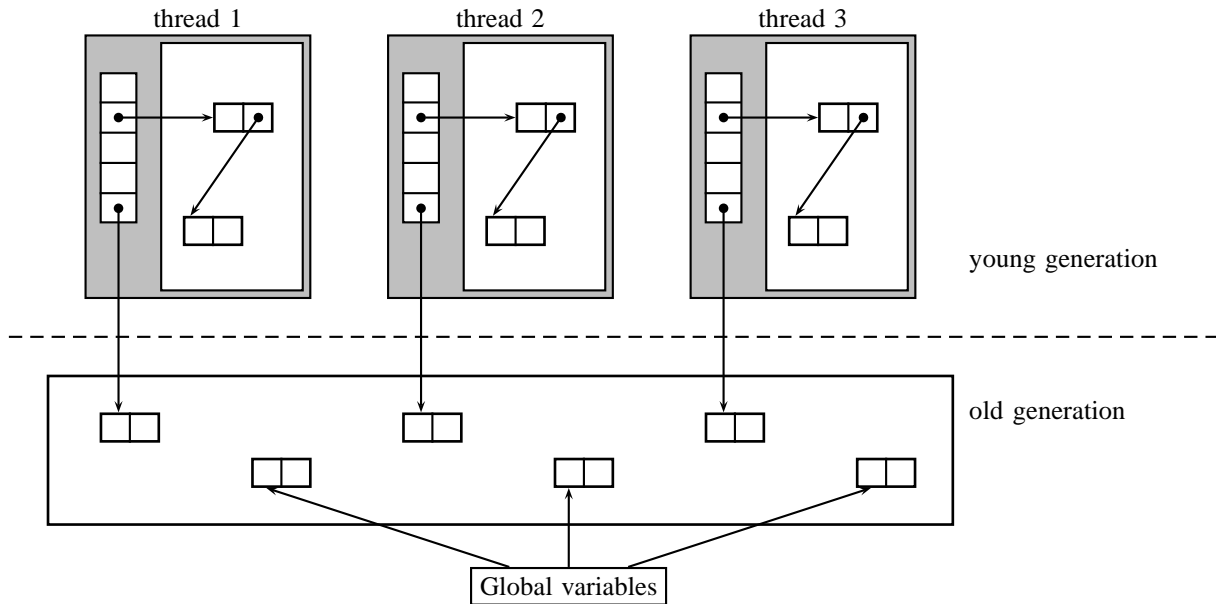 thread 1
thread 2
thread 3
young generation
old generation
Global variables